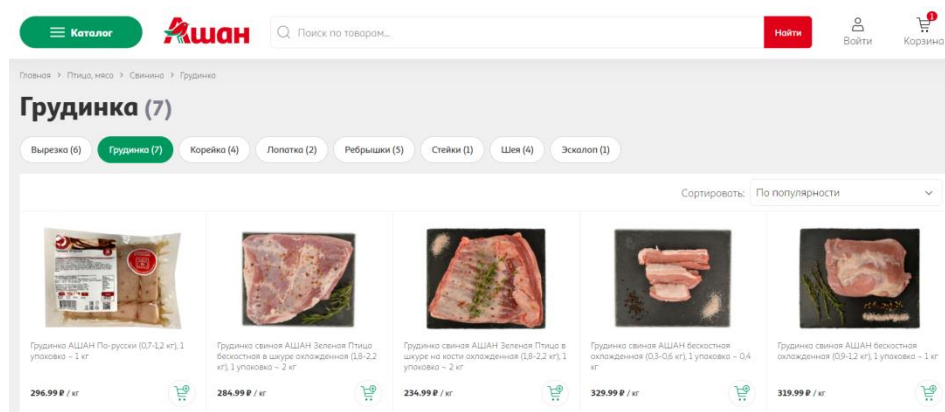 Каталог
Ашан
Поиск по товарам...
Найти
Войти
1
Корзина
Главная > Птица, мясо > Свинина > Грудинка
Грудинка (7)
Вырезка (6)
Грудинка (7)
Корейка (4)
Лопатка (2)
Ребрышки (5)
Стейки (1)
Шея (4)
Эскалоп (1)
Сортировать:
По популярности
Грудинка АШАН По-русски (0,7-1,2 кг), 1
упаковка ~ 1 кг
296.99 ₽ / кг
Грудинка свиная АШАН Зеленая Птица
бескостная в шкуре охлажденная (1,8-2,2
кг), 1 упаковка ~ 2 кг
284.99 ₽ / кг
Грудинка свиная АШАН Зеленая Птица в
шкуре на кости охлажденная (1,8-2,2 кг), 1
упаковка ~ 2 кг
234.99 ₽ / кг
Грудинка свиная АШАН бескостная
охлажденная (0,3-0,6 кг), 1 упаковка ~ 0,4
кг
329.99 ₽ / кг
Грудинка свиная АШАН бескостная
охлажденная (0,9-1,2 кг), 1 упаковка ~ 1 кг
319.99 ₽ / кг